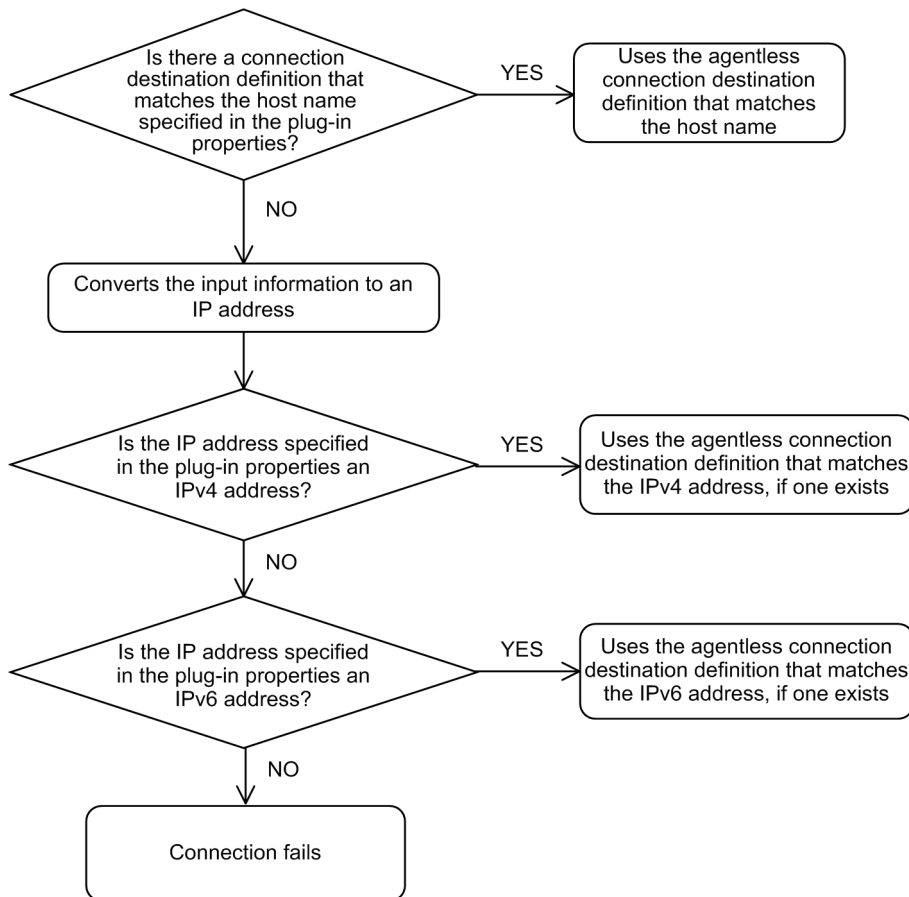 Is there a connection
destination definition that
matches the host name
specified in the plug-in
properties?
YES
Uses the agentless
connection destination
definition that matches
the host name
NO
Converts the input information to an
IP address
Is the IP address specified
in the plug-in properties an
IPv4 address?
YES
Uses the agentless connection
destination definition that matches
the IPv4 address, if one exists
NO
Is the IP address specified
in the plug-in properties an
IPv6 address?
YES
Uses the agentless connection
destination definition that matches
the IPv6 address, if one exists
NO
Connection fails